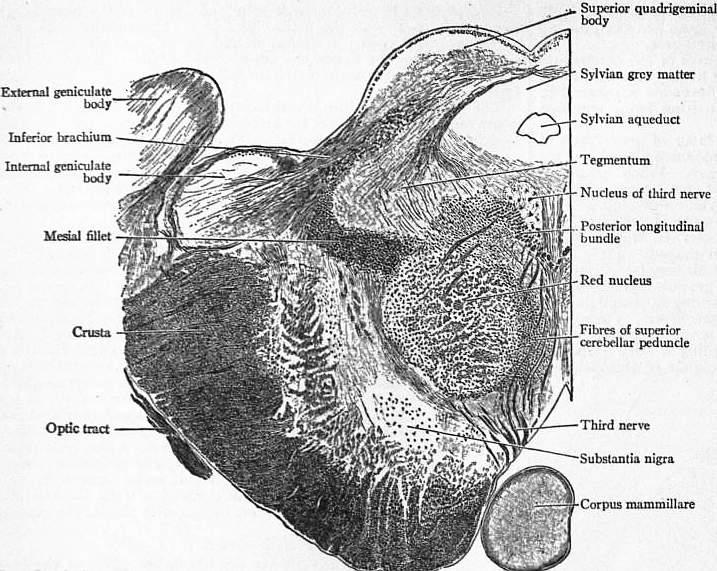 Superior quadrigeminal
body
Sylvian grey matter
External geniculate
body
Sylvian aqueduct
Inferior brachium
Tegmentum
Internal geniculate
body
Nucleus of third nerve
Posterior longitudinal
bundle
Mesial fillet
Red nucleus
Crusta
Fibres of superior
cerebellar peduncle
Optic tract
Third nerve
Substantia nigra
Corpus mammillare